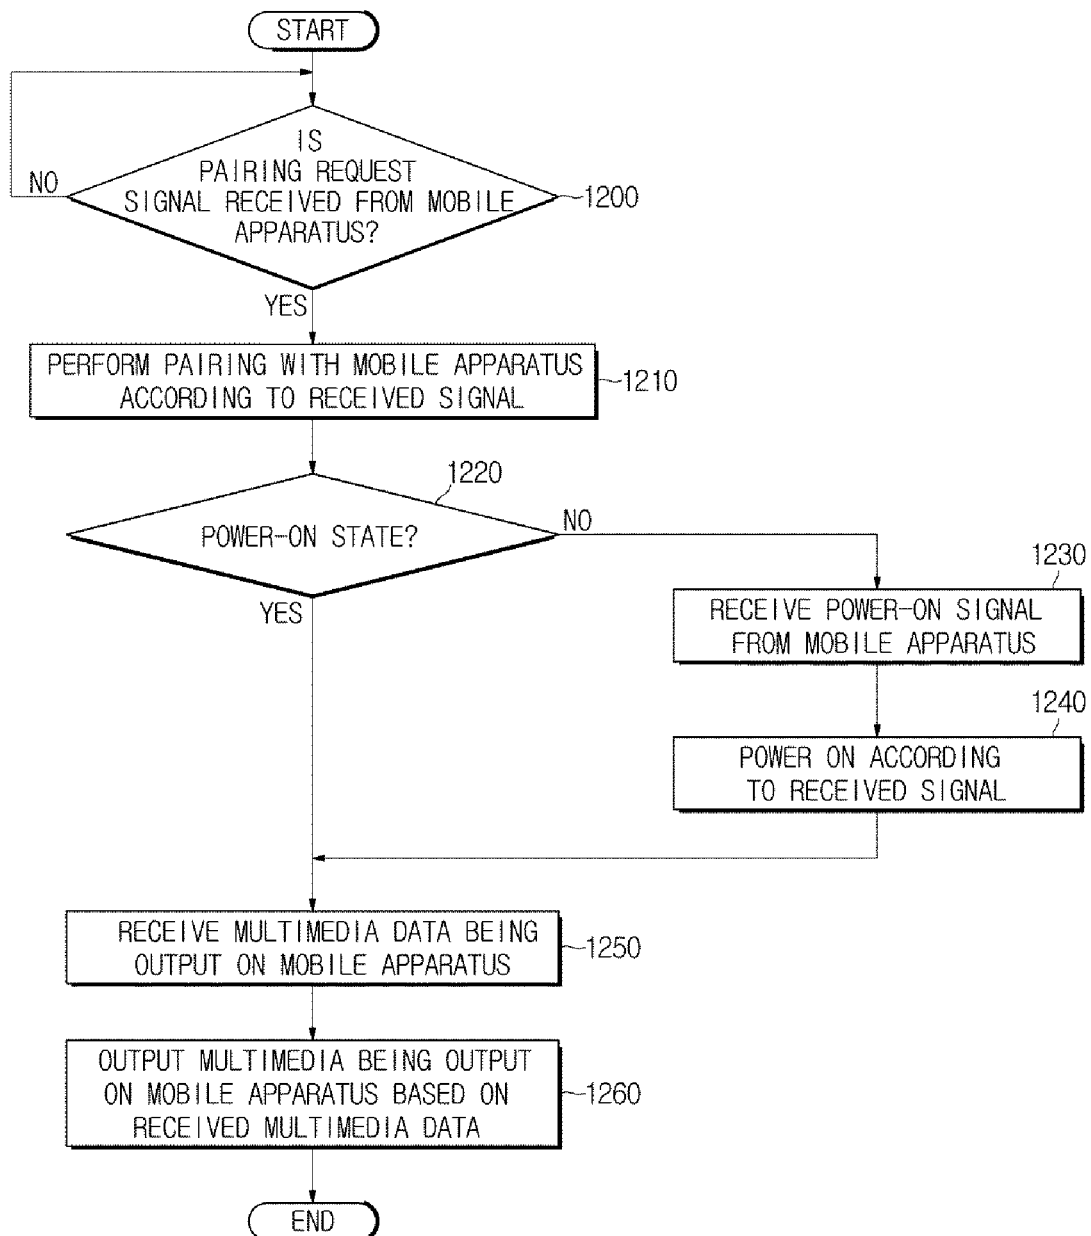 START
IS
PAIRING REQUEST
SIGNAL RECEIVED FROM MOBILE
APPARATUS?
NO
1200
YES
PERFORM PAIRING WITH MOBILE APPARATUS
ACCORDING TO RECEIVED SIGNAL
1210
1220
POWER-ON STATE?
NO
YES
1230
RECEIVE POWER-ON SIGNAL
FROM MOBILE APPARATUS
1240
POWER ON ACCORDING
TO RECEIVED SIGNAL
RECEIVE MULTIMEDIA DATA BEING
OUTPUT ON MOBILE APPARATUS
1250
OUTPUT MULTIMEDIA BEING OUTPUT
ON MOBILE APPARATUS BASED ON
RECEIVED MULTIMEDIA DATA
1260
END